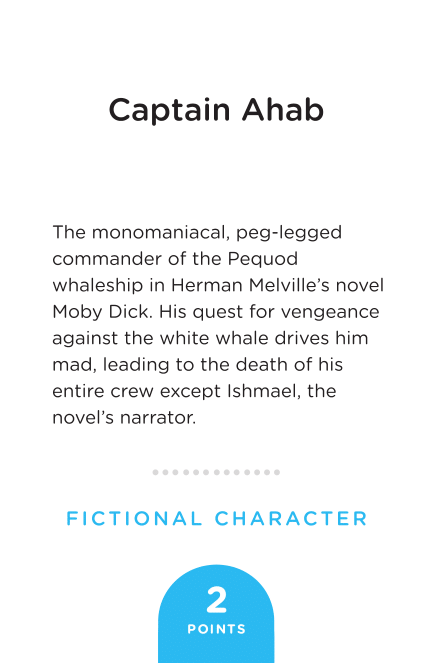 Captain Ahab
The monomaniacal, peg-legged
commander of the Pequod
whaleship in Herman Melville’s novel
Moby Dick. His quest for vengeance
against the white whale drives him
mad, leading to the death of his
entire crew except Ishmael, the
novel’s narrator.
FICTIONAL CHARACTER
2
POINTS